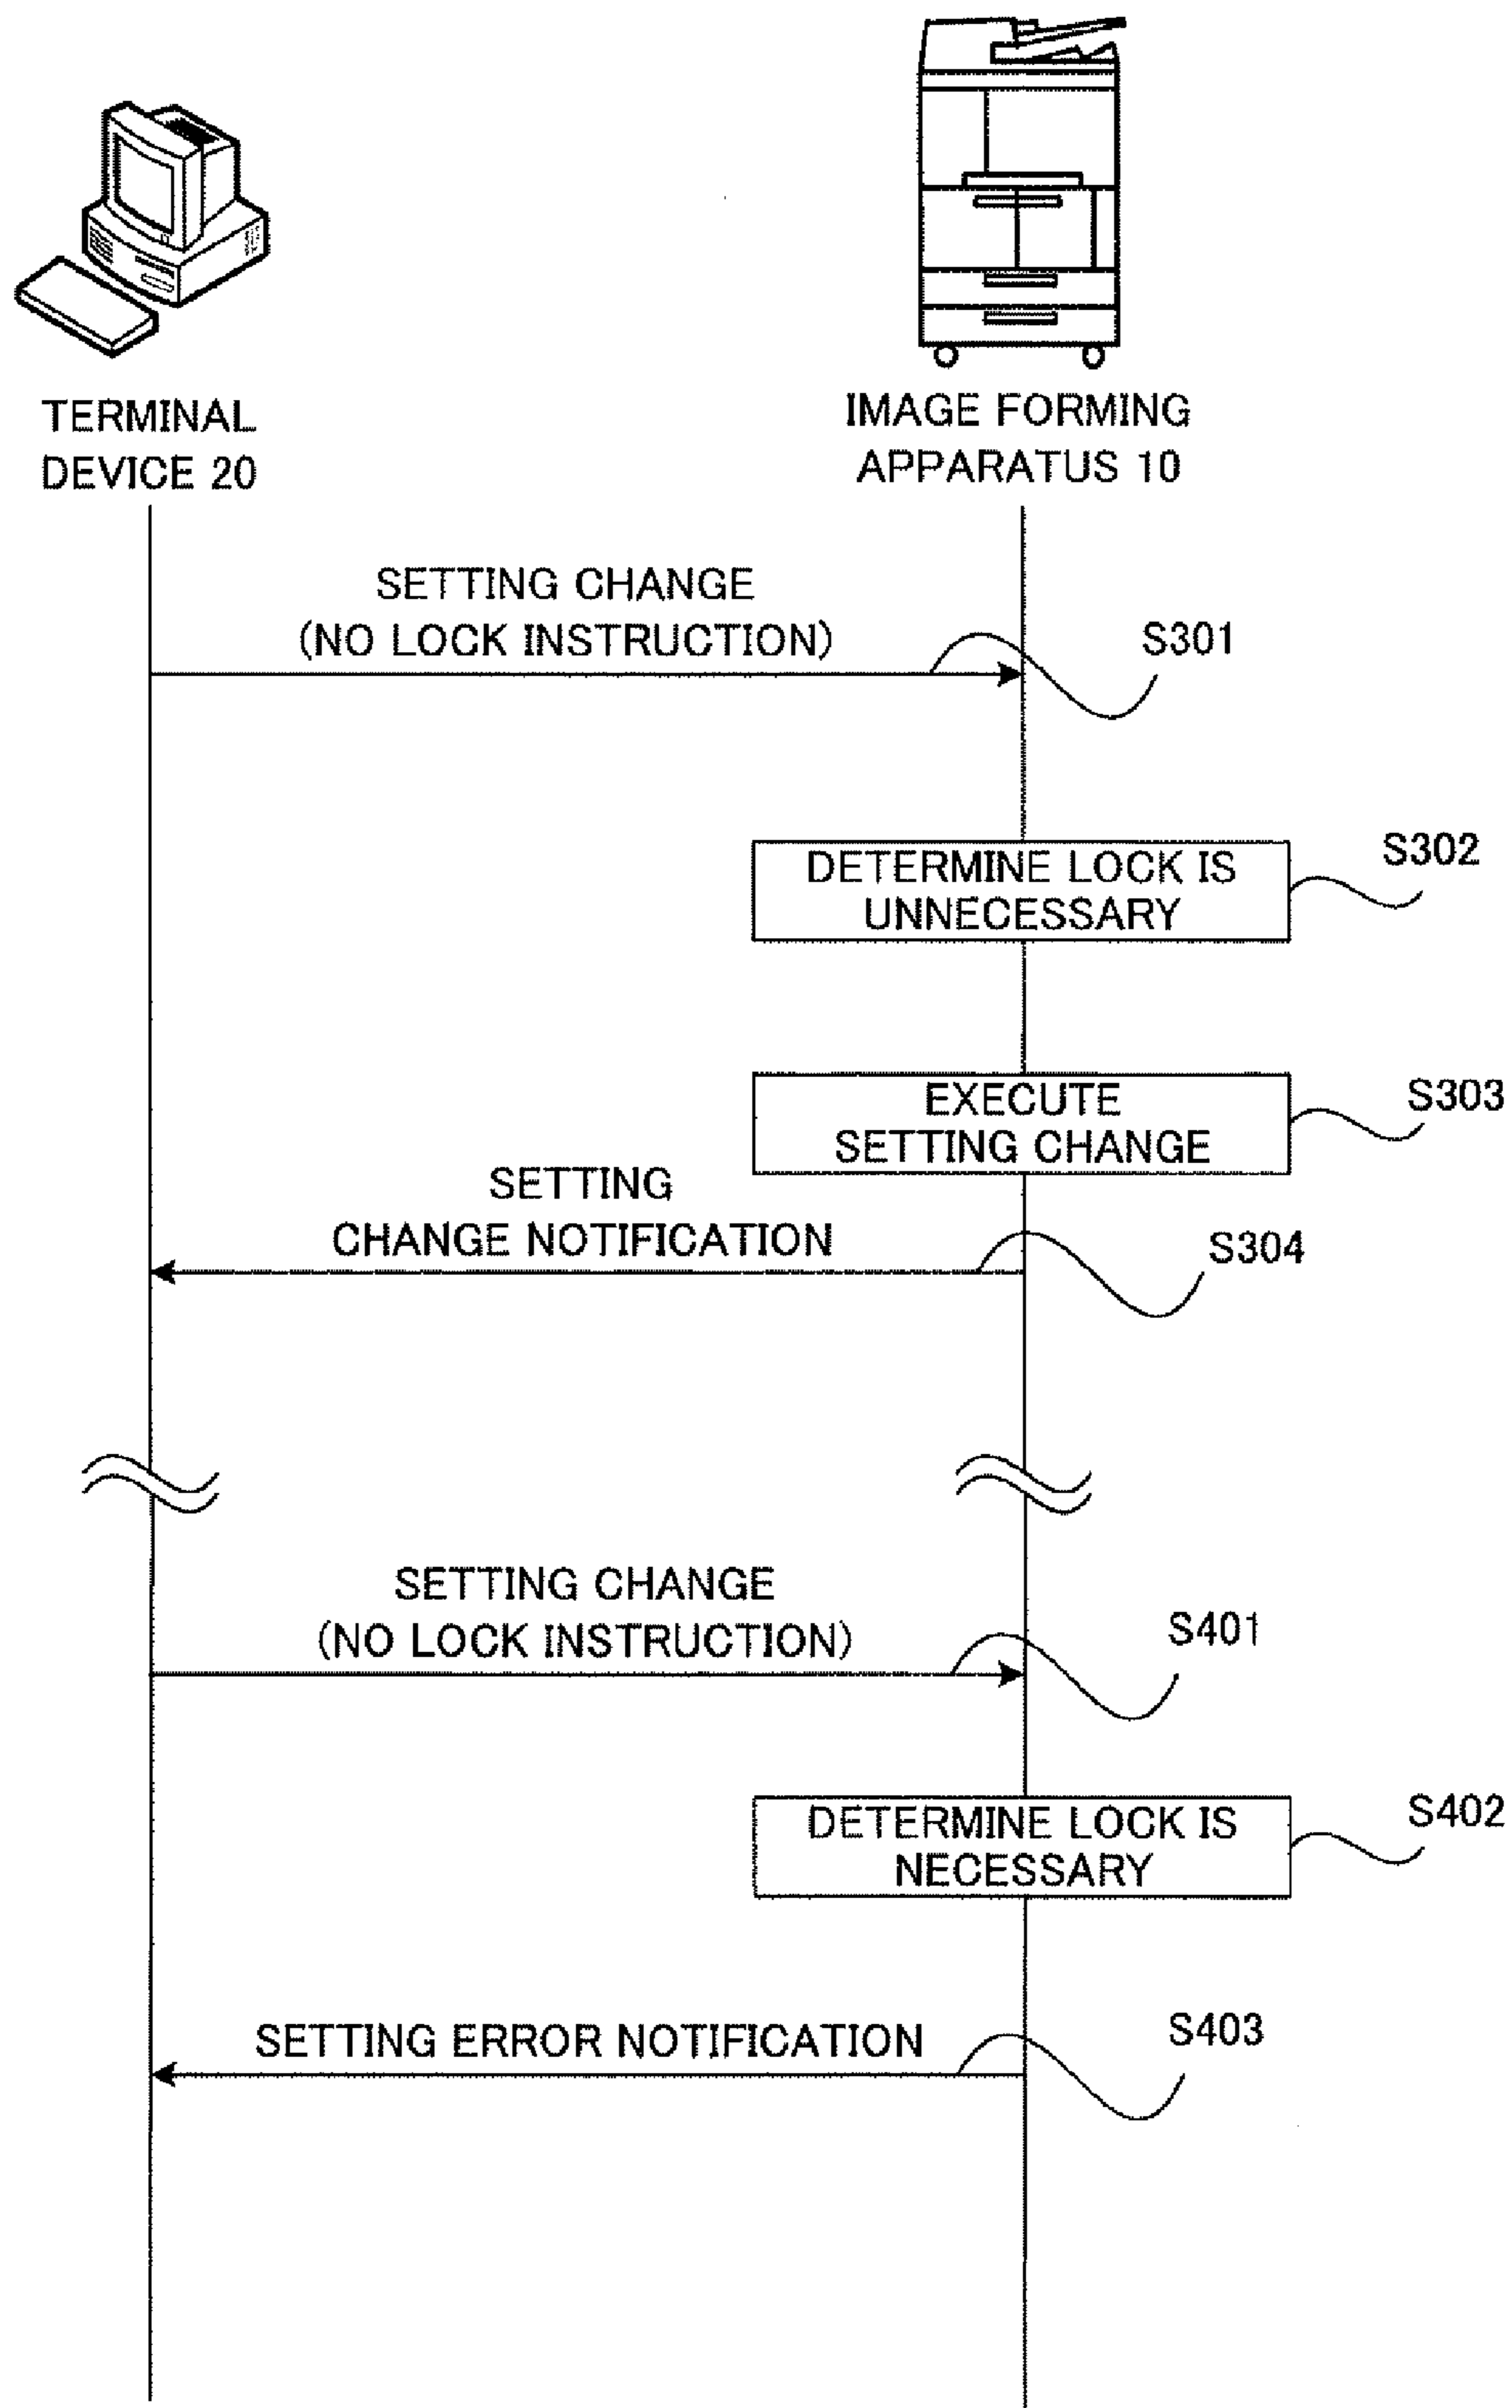 TERMINAL
DEVICE 20
IMAGE FORMING
APPARATUS 10
SETTING CHANGE
(NO LOCK INSTRUCTION)
S301
DETERMINE LOCK IS
UNNECESSARY
S302
EXECUTE
SETTING CHANGE
S303
SETTING
CHANGE NOTIFICATION
S304
SETTING CHANGE
(NO LOCK INSTRUCTION)
S401
DETERMINE LOCK IS
NECESSARY
S402
SETTING ERROR NOTIFICATION
S403